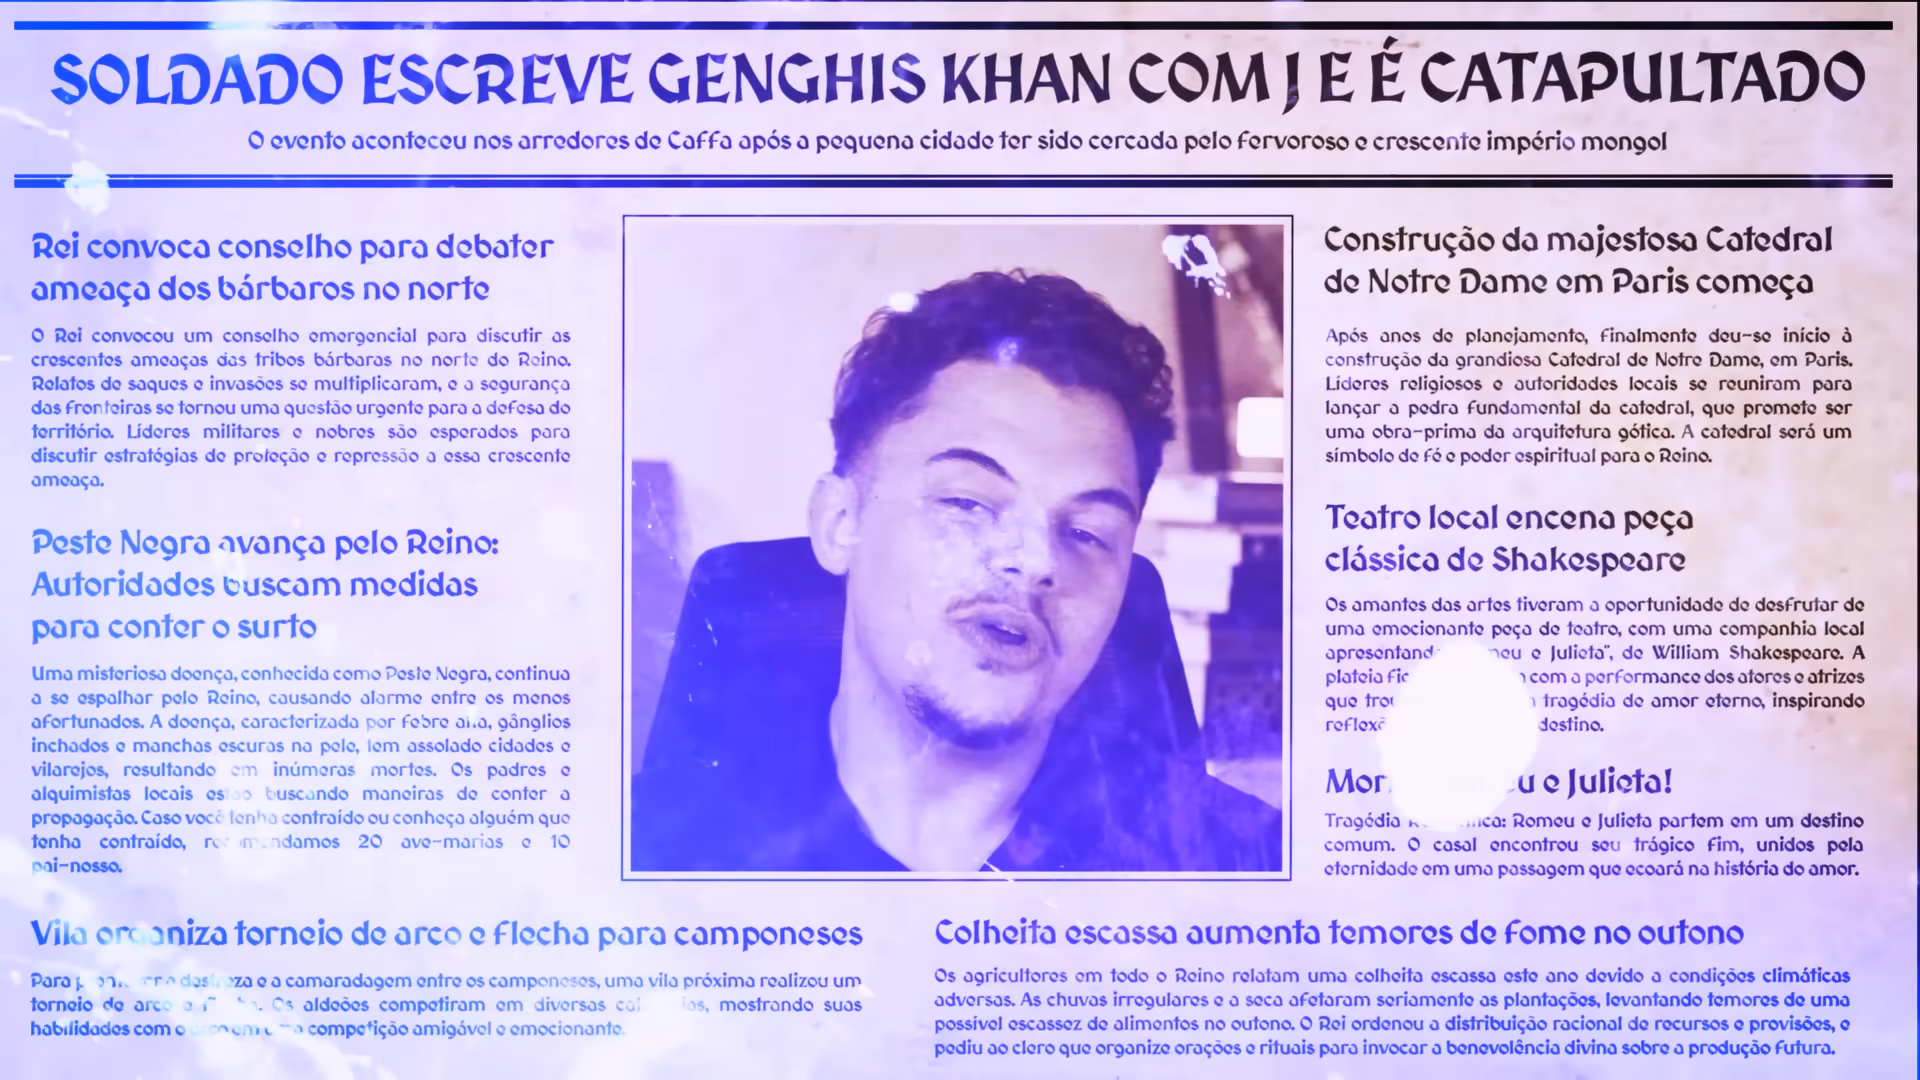 SOLDADO ESCREVE GENGHIS KHAN COM J E É CATAPULTADO
O evento aconteceu nos arredores de Caffa após a pequena cidade ter sido cercada pelo fervoroso e crescente império mongol
Rei convoca conselho para debater
ameaça dos bárbaros no norte
O Rei convocou um conselho emergencial para discutir as
crescentes ameaças das tribos bárbaras no norte do Reino.
Relatos de saques e invasões se multiplicaram, e a segurança
das fronteiras se tornou uma questão urgente para a defesa do
território. Líderes militares e nobres são esperados para
discutir estratégias de proteção e repressão a essa crescente
ameaça.
Peste Negra avança pelo Reino:
Autoridades buscam medidas
para conter o surto
Uma misteriosa doença, conhecida como Peste Negra, continua
a se espalhar pelo Reino, causando alarme entre os menos
afortunados. A doença, caracterizada por febre alta, gânglios
inchados e manchas escuras na pele, tem assolado cidades e
vilarejos, resultando em inúmeras mortes. Os padres e
alquimistas locais estão buscando maneiras de conter a
propagação. Caso você tenha contraído ou conheça alguém que
tenha contraído, recomendamos 20 ave-marias e 10
pai-nosso.
Construção da majestosa Catedral
de Notre Dame em Paris começa
Após anos de planejamento, finalmente deu-se início à
construção da grandiosa Catedral de Notre Dame, em Paris.
Líderes religiosos e autoridades locais se reuniram para
lançar a pedra fundamental da catedral, que promete ser
uma obra-prima da arquitetura gótica. A catedral será um
símbolo de fé e poder espiritual para o Reino.
Teatro local encena peça
clássica de Shakespeare
Os amantes das artes tiveram a oportunidade de desfrutar de
uma emocionante peça de teatro, com uma companhia local
e Julieta", de William Shakespeare. A
plateia com a performance dos atores e atrizes
que tragédia de amor eterno, inspirando
destino.
e Julieta!
Tragédia Romeu e Julieta partem em um destino
comum. O casal encontrou seu trágico fim, unidos pela
eternidade em uma passagem que ecoará na história do amor.
Vila organiza torneio de arco e flecha para camponeses
Para destreza e a camaradagem entre os camponeses, uma vila próxima realizou um
torneio de arco e Os aldeões competiram em diversas mostrando suas
habilidades com o arco em uma competição amigável e emocionante.
Colheita escassa aumenta temores de fome no outono
Os agricultores em todo o Reino relatam uma colheita escassa este ano devido a condições climáticas
adversas. As chuvas irregulares e a seca afetaram seriamente as plantações, levantando temores de uma
possível escassez de alimentos no outono. O Rei ordenou a distribuição racional de recursos e provisões, e
pediu ao clero que organize orações e rituais para invocar a benevolência divina sobre a produção futura.